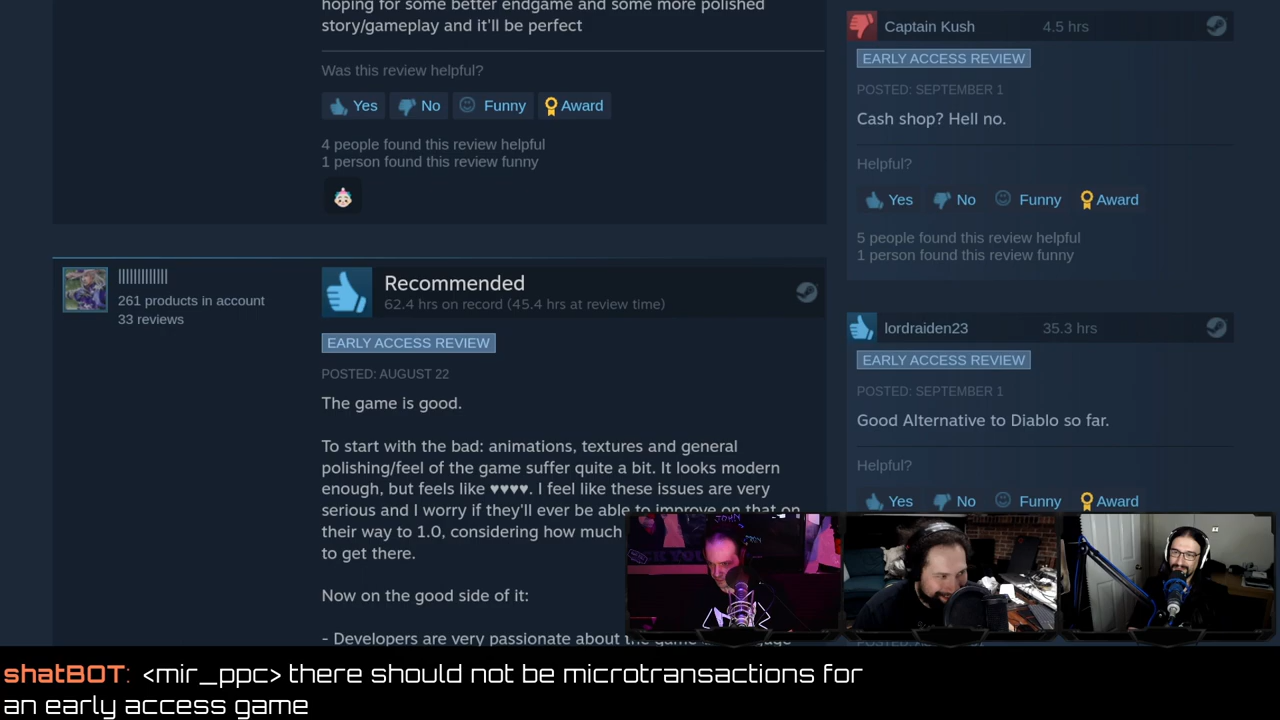 hoping for some better endgame and some more polished
story/gameplay and it'll be perfect
Was this review helpful?
Yes No Funny Award
4 people found this review helpful
1 person found this review funny
||||||||||||
261 products in account
33 reviews
Recommended
62.4 hrs on record (45.4 hrs at review time)
EARLY ACCESS REVIEW
POSTED: AUGUST 22
The game is good.
To start with the bad: animations, textures and general
polishing/feel of the game suffer quite a bit. It looks modern
enough, but feels like ♥♥♥♥. I feel like these issues are very
serious and I worry if they'll ever be able to improve on that on
their way to 1.0, considering how much
to get there.
Now on the good side of it:
- Developers are very passionate about the game
Captain Kush 4.5 hrs
EARLY ACCESS REVIEW
POSTED: SEPTEMBER 1
Cash shop? Hell no.
Helpful?
Yes No Funny Award
5 people found this review helpful
1 person found this review funny
lordraiden23 35.3 hrs
EARLY ACCESS REVIEW
POSTED: SEPTEMBER 1
Good Alternative to Diablo so far.
Helpful?
Yes No Funny Award
JOHN
shatBOT: <mir_ppc> there should not be microtransactions for
an early access game